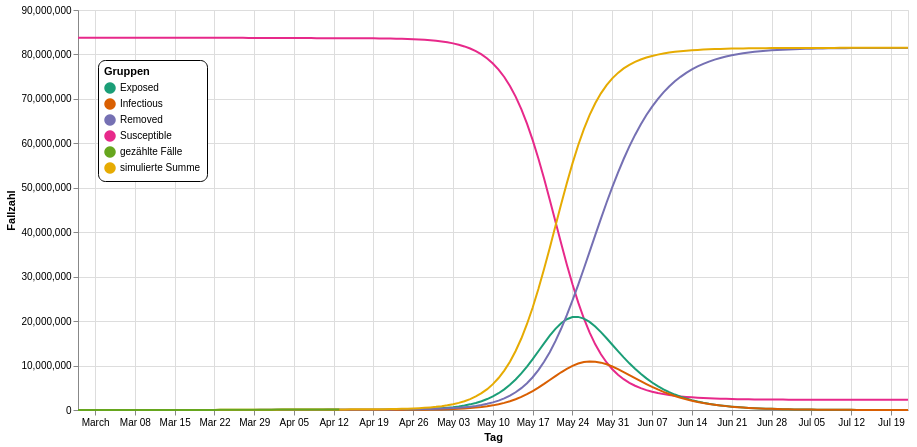 90,000,000
80,000,000
70,000,000
60,000,000
50,000,000
40,000,000
30,000,000
20,000,000
10,000,000
0
Fallzahl
Gruppen
Exposed
Infectious
Removed
Susceptible
gezählte Fälle
simulierte Summe
March Mar 08 Mar 15 Mar 22 Mar 29 Apr 05 Apr 12 Apr 19 Apr 26 May 03 May 10 May 17 May 24 May 31 Jun 07 Jun 14 Jun 21 Jun 28 Jul 05 Jul 12 Jul 19
Tag